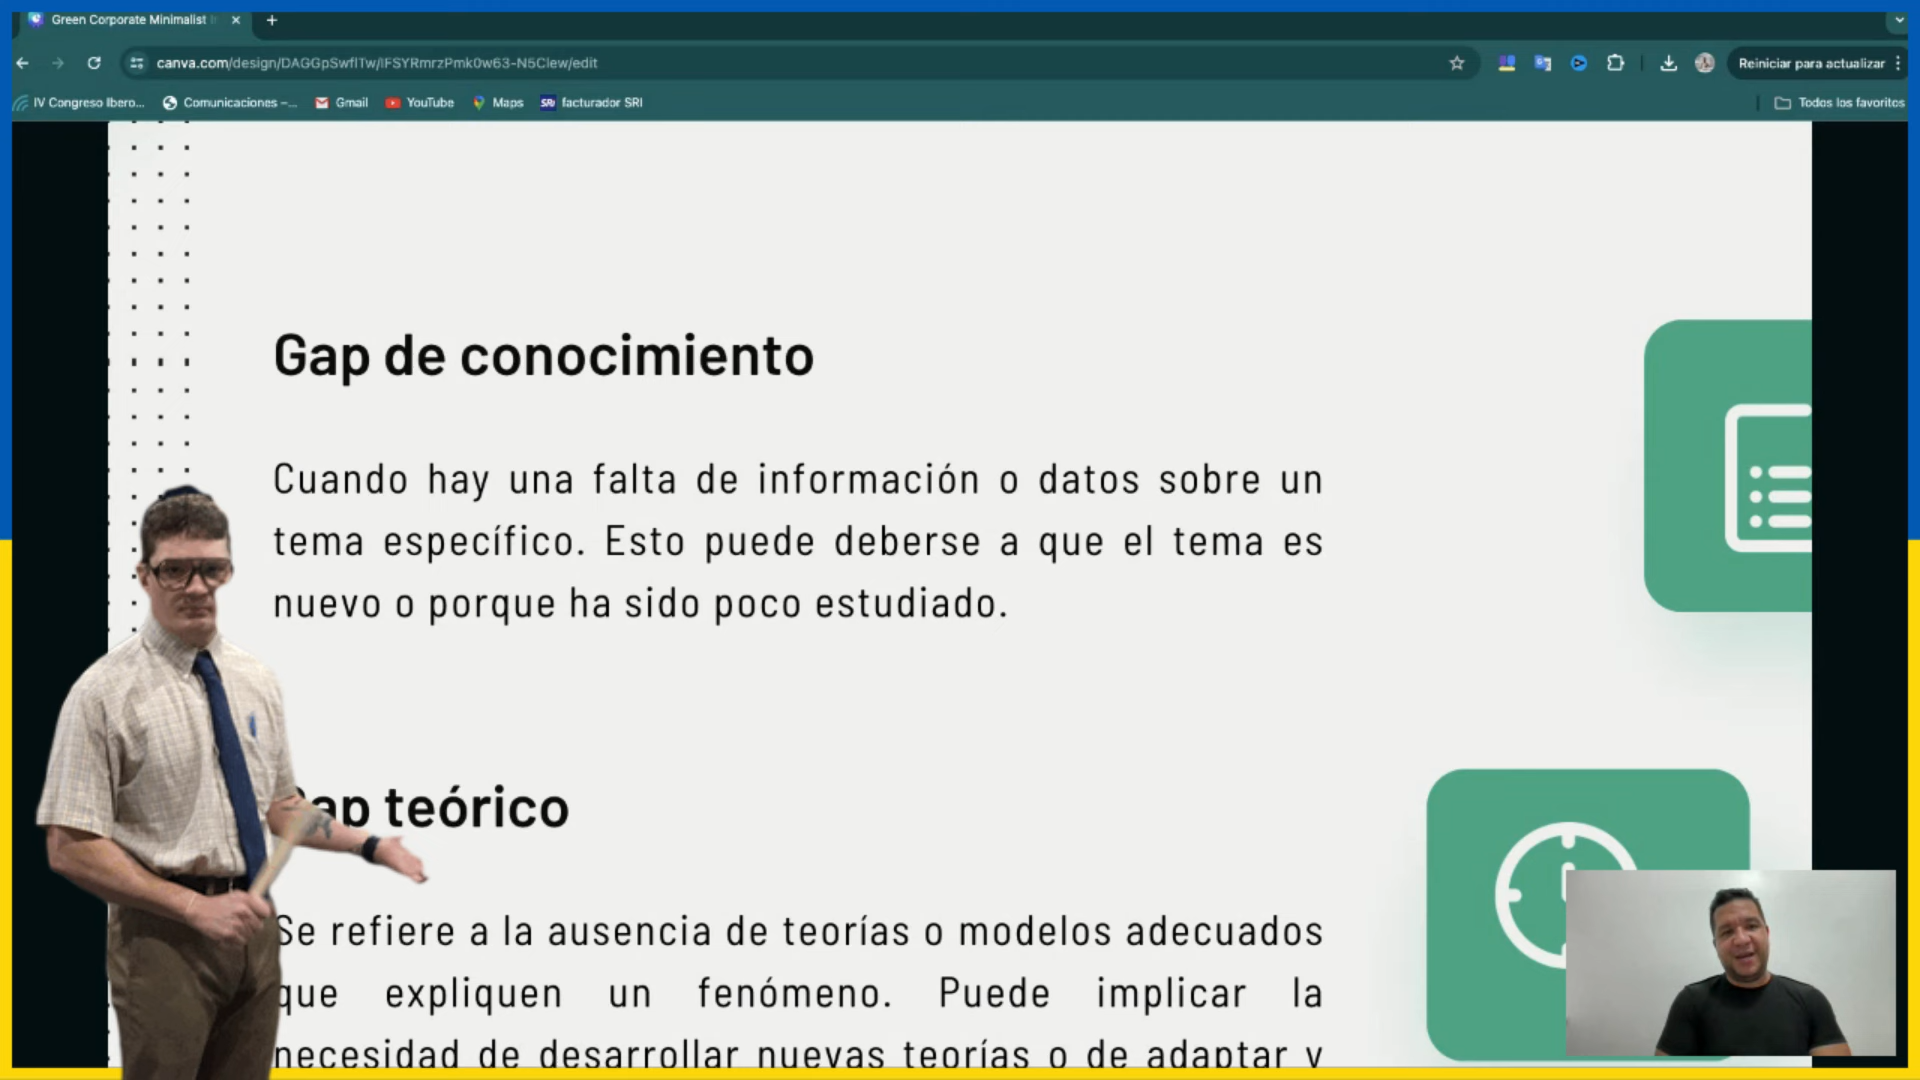 Green Corporate Minimalist
canva.com/design/DAGGpSwfITw/IFSYRmrzPmk0w63-N5Clew/edit
Reiniciar para actualizar
IV Congreso Ibero... Comunicaciones –... Gmail YouTube Maps SRi facturador SRI Todos los favoritos
Gap de conocimiento
Cuando hay una falta de información o datos sobre un
tema específico. Esto puede deberse a que el tema es
nuevo o porque ha sido poco estudiado.
Gap teórico
Se refiere a la ausencia de teorías o modelos adecuados
que expliquen un fenómeno. Puede implicar la
necesidad de desarrollar nuevas teorías o de adaptar y